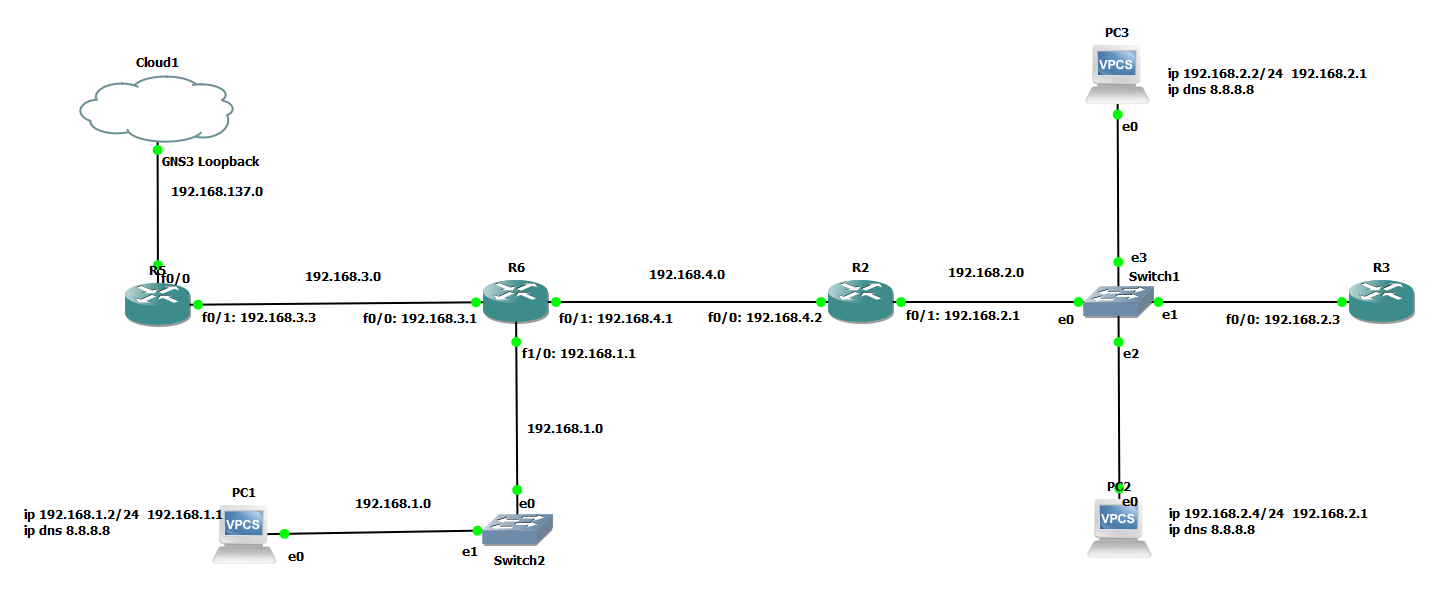 PC3
Cloud1
VPCS
ip 192.168.2.2/24  192.168.2.1
ip dns 8.8.8.8
e0
GNS3 Loopback
192.168.137.0
e3
R5
f0/0
192.168.3.0
R6
192.168.4.0
R2
192.168.2.0
Switch1
R3
f0/1: 192.168.3.3
f0/0: 192.168.3.1
f0/1: 192.168.4.1
f0/0: 192.168.4.2
f0/1: 192.168.2.1
e0
e1
f0/0: 192.168.2.3
f1/0: 192.168.1.1
e2
192.168.1.0
PC1
192.168.1.0
e0
PC2
e0
ip 192.168.1.2/24  192.168.1.1
ip dns 8.8.8.8
VPCS
VPCS
ip 192.168.2.4/24  192.168.2.1
ip dns 8.8.8.8
e0
e1
Switch2